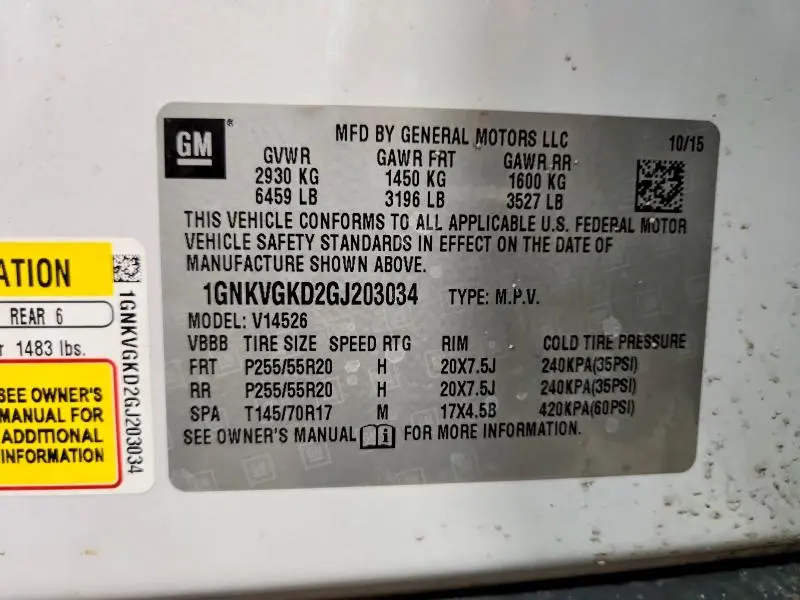 GM
®
MFD BY GENERAL MOTORS LLC
10/15
GVWR GAWR FRT GAWR RR
2930 KG 1450 KG 1600 KG
6459 LB 3196 LB 3527 LB
THIS VEHICLE CONFORMS TO ALL APPLICABLE U.S. FEDERAL MOTOR
VEHICLE SAFETY STANDARDS IN EFFECT ON THE DATE OF
MANUFACTURE SHOWN ABOVE.
1GNKVGKD2GJ203034 TYPE: M.P.V.
MODEL: V14526
VBBB TIRE SIZE SPEED RTG RIM COLD TIRE PRESSURE
FRT P255/55R20 H 20X7.5J 240KPA(35PSI)
RR P255/55R20 H 20X7.5J 240KPA(35PSI)
SPA T145/70R17 M 17X4.5B 420KPA(60PSI)
SEE OWNER'S MANUAL i FOR MORE INFORMATION.
ATION
REAR 6
r 1483 lbs.
SEE OWNER'S
MANUAL FOR
ADDITIONAL
INFORMATION
1GNKVGKD2GJ203034